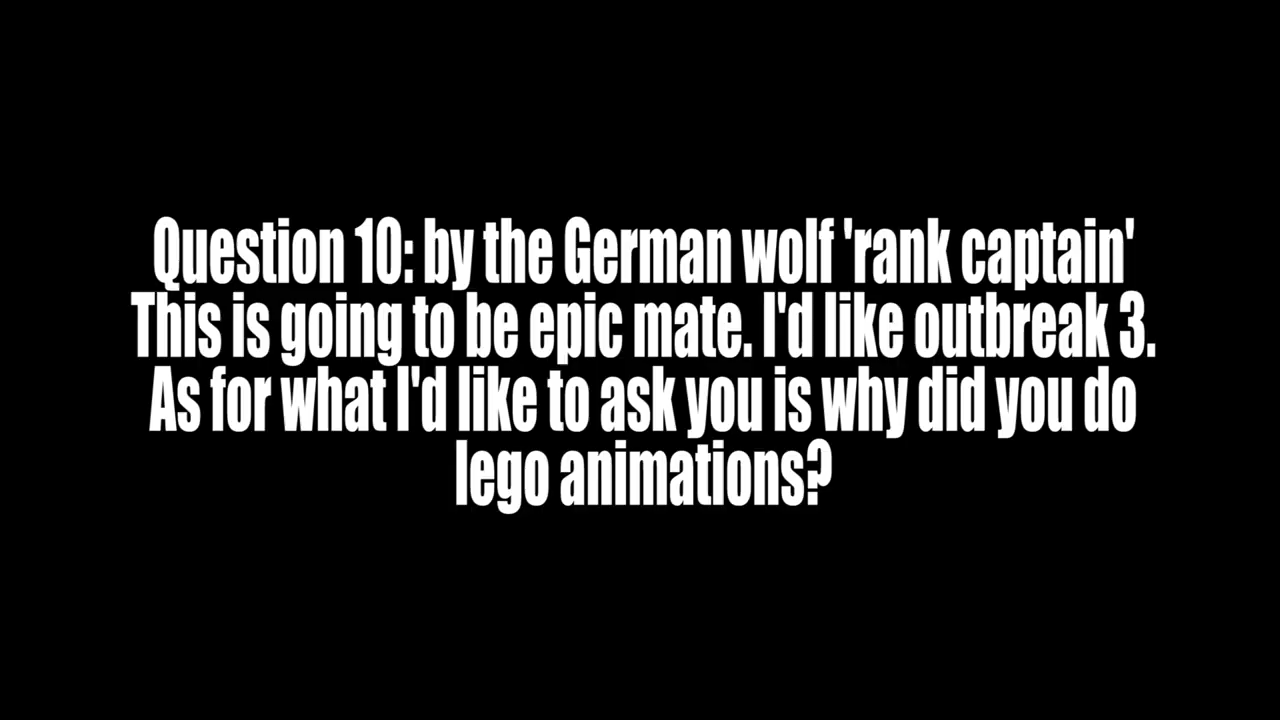 Question 10: by the German wolf 'rank captain'
This is going to be epic mate. I'd like outbreak 3.
As for what I'd like to ask you is why did you do
lego animations?